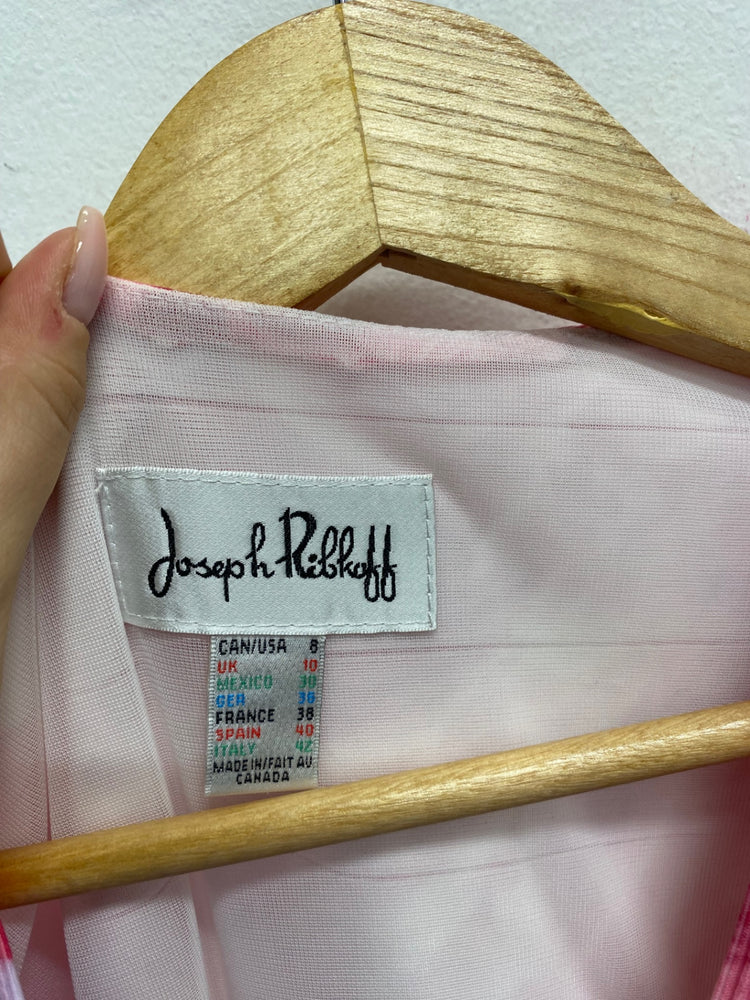 Joseph Ribkoff
CAN/USA 8
UK 10
MEXICO 30
GER 36
FRANCE 38
SPAIN 40
ITALY 42
MADE IN/FAIT AU
CANADA